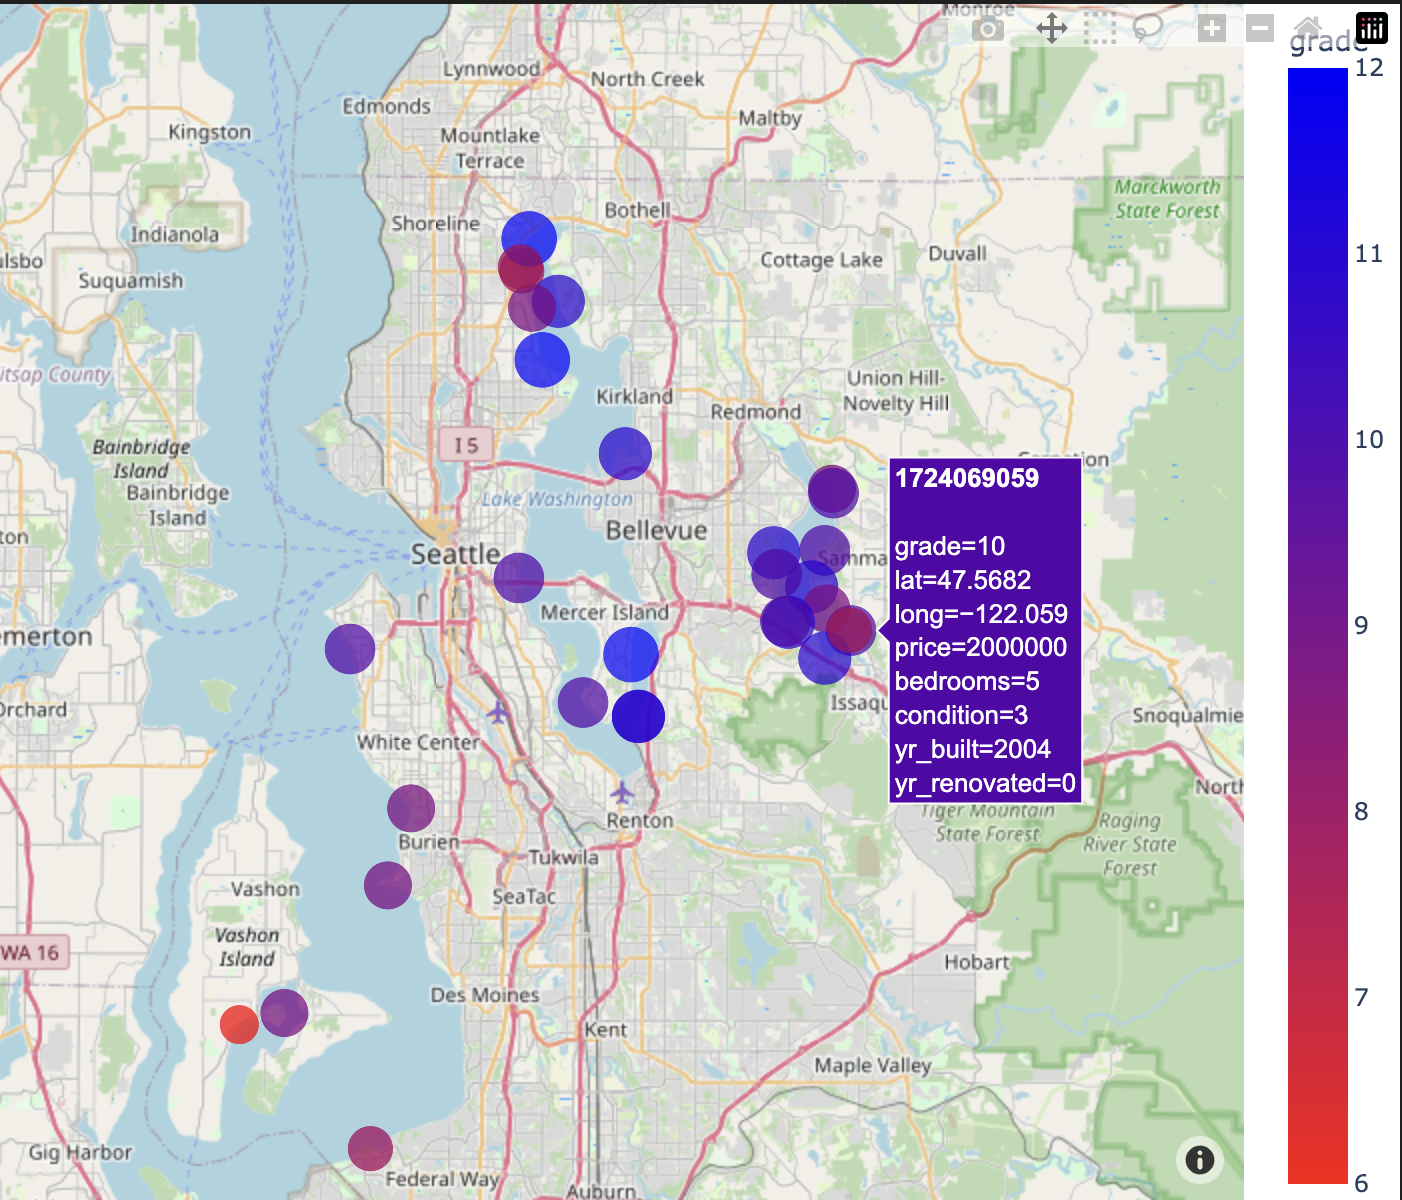 Monroe
grade
12
Lynnwood
North Creek
Edmonds
Maltby
Kingston
Mountlake
Terrace
Marckworth
State Forest
Bothell
Shoreline
Indianola
11
Cottage Lake
Duvall
Suquamish
itsap County
Union Hill-
Novelty Hill
Kirkland
Redmond
10
I 5
Bainbridge
Island
Bainbridge
Island
Lake Washington
1724069059
Bellevue
Seattle
grade=10
lat=47.5682
Mercer Island
long=−122.059
9
emerton
price=2000000
bedrooms=5
Issaqu
Orchard
condition=3
Snoqualmie
White Center
yr_built=2004
yr_renovated=0
North
8
Tiger Mountain
State Forest
Raging
River State
Forest
Renton
Burien
Tukwila
Vashon
SeaTac
Vashon
Island
WA 16
Hobart
Des Moines
7
Kent
Maple Valley
Gig Harbor
Federal Way
Auburn
6